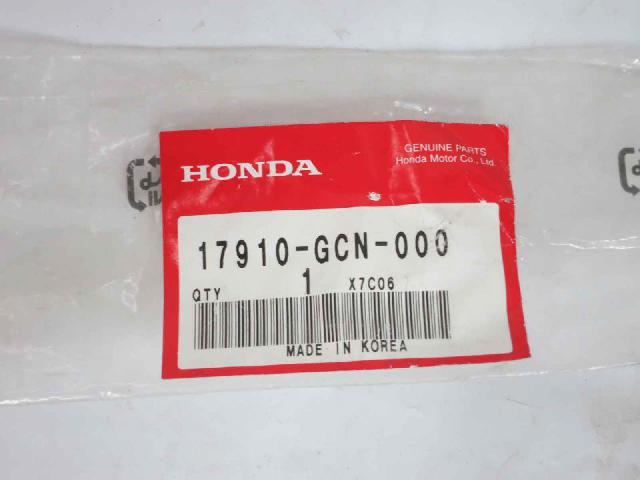 HONDA
GENUINE PARTS
Honda Motor Co., Ltd.
17910-GCN-000
QTY 1 X7C06
MADE IN KOREA